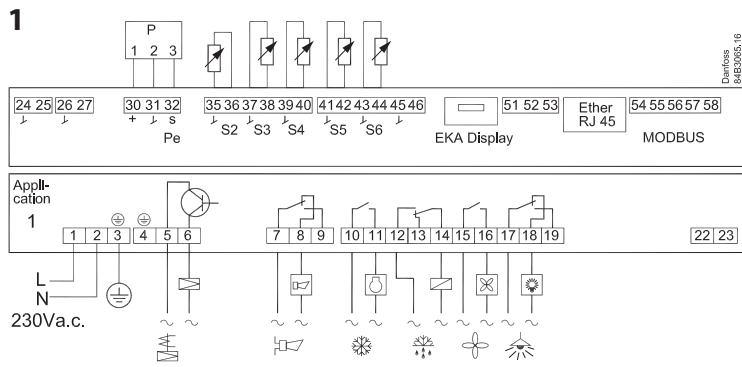 1
P
1 2 3
Danfoss
84B3065.16
24 25 26 27 30 31 32 35 36 37 38 39 40 41 42 43 44 45 46 51 52 53 54 55 56 57 58
+ s
Pe
S2 S3 S4 S5 S6
EKA Display
Ether
RJ 45
MODBUS
Appli-
cation
1
1 2 3 4 5 6 7 8 9 10 11 12 13 14 15 16 17 18 19 22 23
L
N
230Va.c.